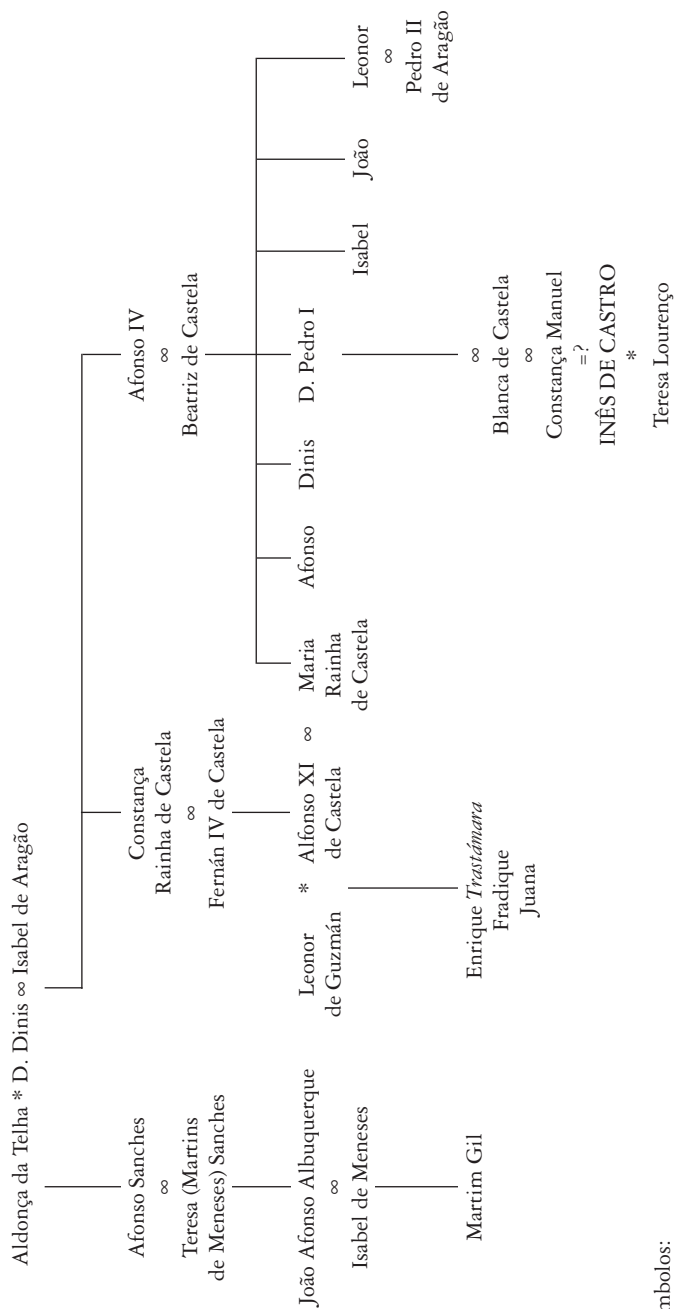 Aldonça da Telha * D. Dinis ∞ Isabel de Aragão
Afonso Sanches
∞
Teresa (Martins
de Meneses) Sanches
Constança
Rainha de Castela
∞
Fernán IV de Castela
Afonso IV
∞
Beatriz de Castela
João Afonso Albuquerque
∞
Isabel de Meneses
Leonor
de Guzmán
*
Alfonso XI
de Castela
∞
Maria
Rainha
de Castela
Afonso
Dinis
D. Pedro I
Isabel
João
Leonor
∞
Pedro II
de Aragão
Martim Gil
Enrique Trastámara
Fradique
Juana
∞
Blanca de Castela
∞
Constança Manuel
=?
INÊS DE CASTRO
*
Teresa Lourenço
mbolos: